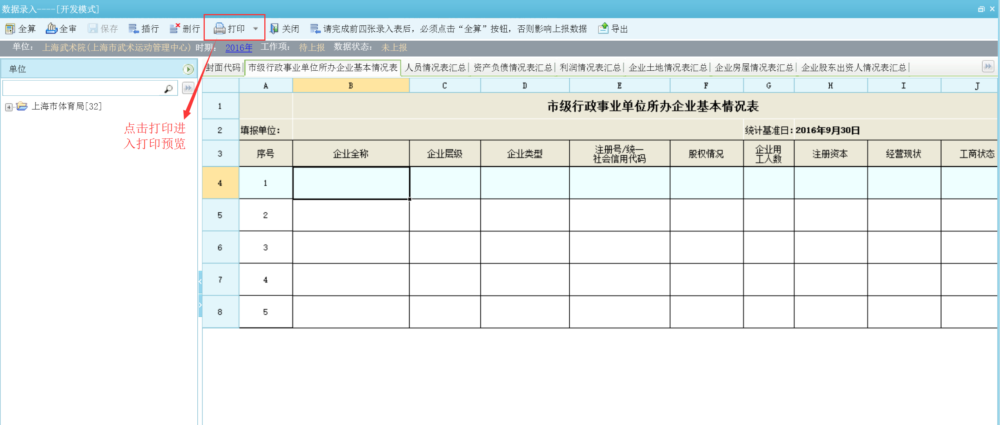 数据录入----[开发模式]
全算 全审 保存 插行 删行 打印 关闭 请完成前四张录入表后，必须点击“全算”按钮，否则影响上报数据 导出
单位： 上海武术院(上海市武术运动管理中心) 时期： 2016年 工作项： 待上报 数据状态： 未上报
单位
封面代码 市级行政事业单位所办企业基本情况表 人员情况表汇总 资产负债情况表汇总 利润情况表汇总 企业土地情况表汇总 企业房屋情况表汇总 企业股东出资人情况表汇总
上海市体育局[32]
点击打印进
入打印预览
A B C D E F G H I J
1 市级行政事业单位所办企业基本情况表
2 填报单位： 统计基准日：2016年9月30日
3 序号 企业全称 企业层级 企业类型 注册号/统一 股权情况 企业用 注册资本 经营现状 工商状态
社会信用代码 工人数
4 1
5 2
6 3
7 4
8 5